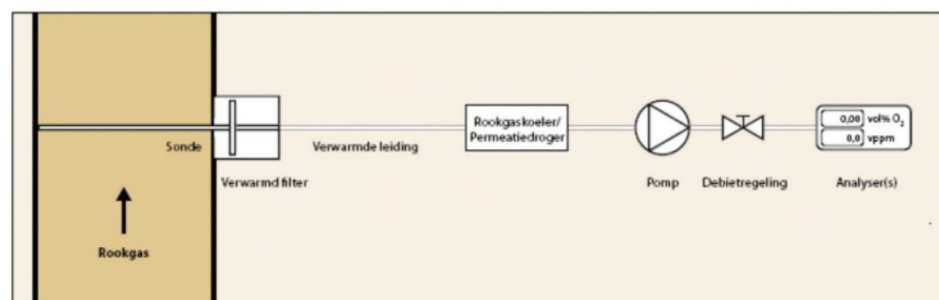 Rookgaskoeler/
Permeatiedroger
0,00 vol% O₂
0,0 vppm
Sonde
Verwarmde leiding
Verwarmd filter
Pomp
Debietregeling
Analyser(s)
Rookgas